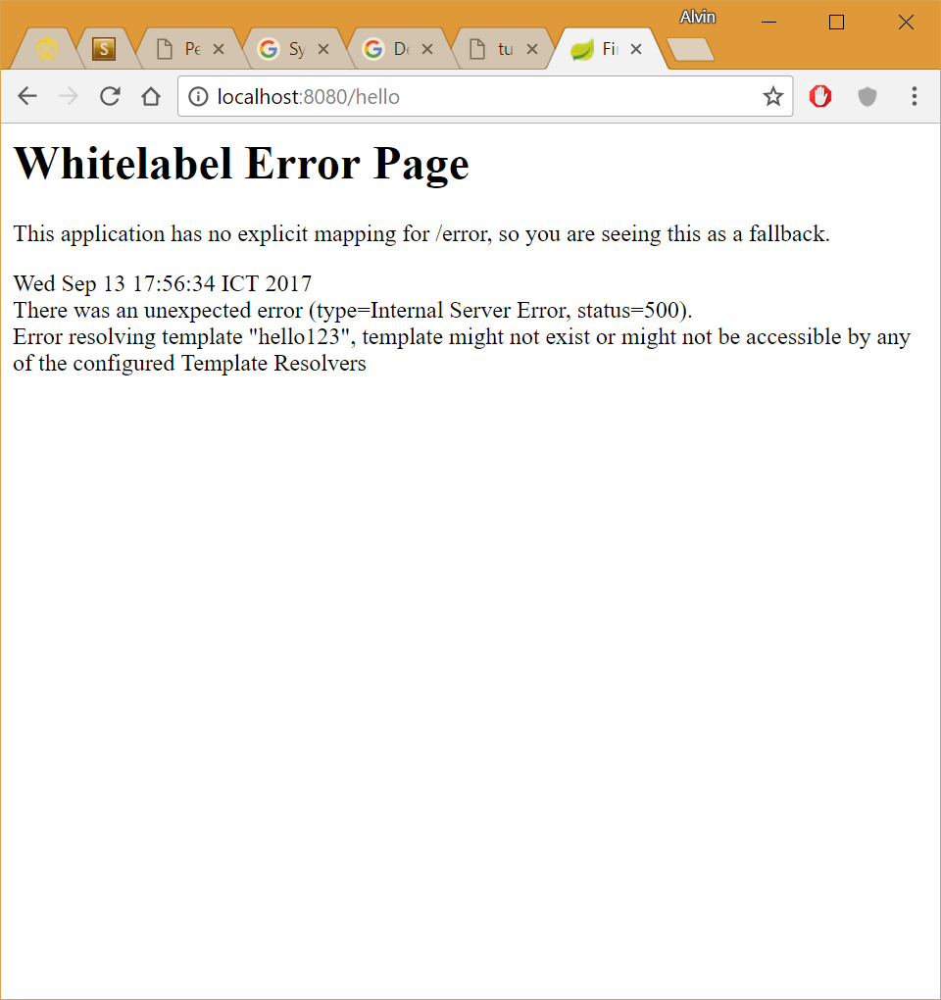 Alvin
S
Pe
Sy
tu
localhost:8080/hello
Whitelabel Error Page
This application has no explicit mapping for /error, so you are seeing this as a fallback.
Wed Sep 13 17:56:34 ICT 2017
There was an unexpected error (type=Internal Server Error, status=500).
Error resolving template "hello123", template might not exist or might not be accessible by any
of the configured Template Resolvers